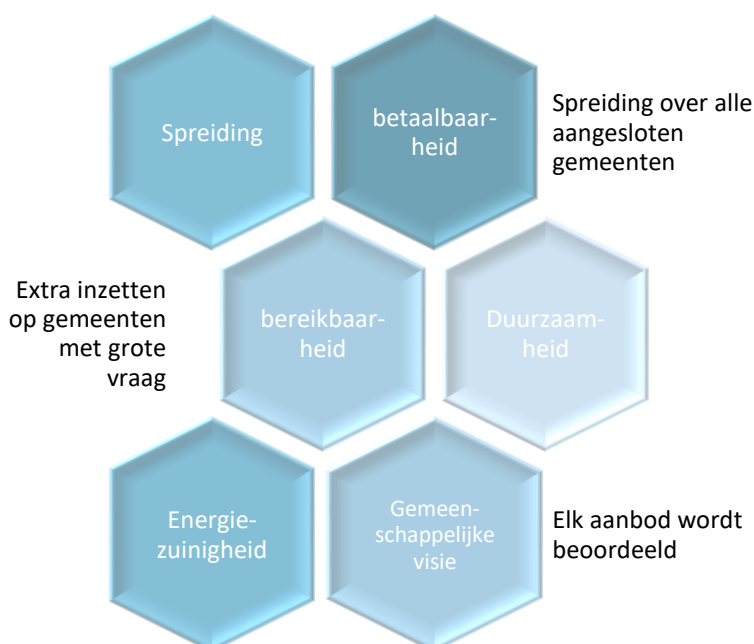 Spreiding
betaalbaar-
heid
Spreiding over alle
aangesloten
gemeenten
Extra inzetten
op gemeenten
met grote
vraag
bereikbaar-
heid
Duurzaam-
heid
Energie-
zuinigheid
Gemeen-
schappelijke
visie
Elk aanbod wordt
beoordeeld